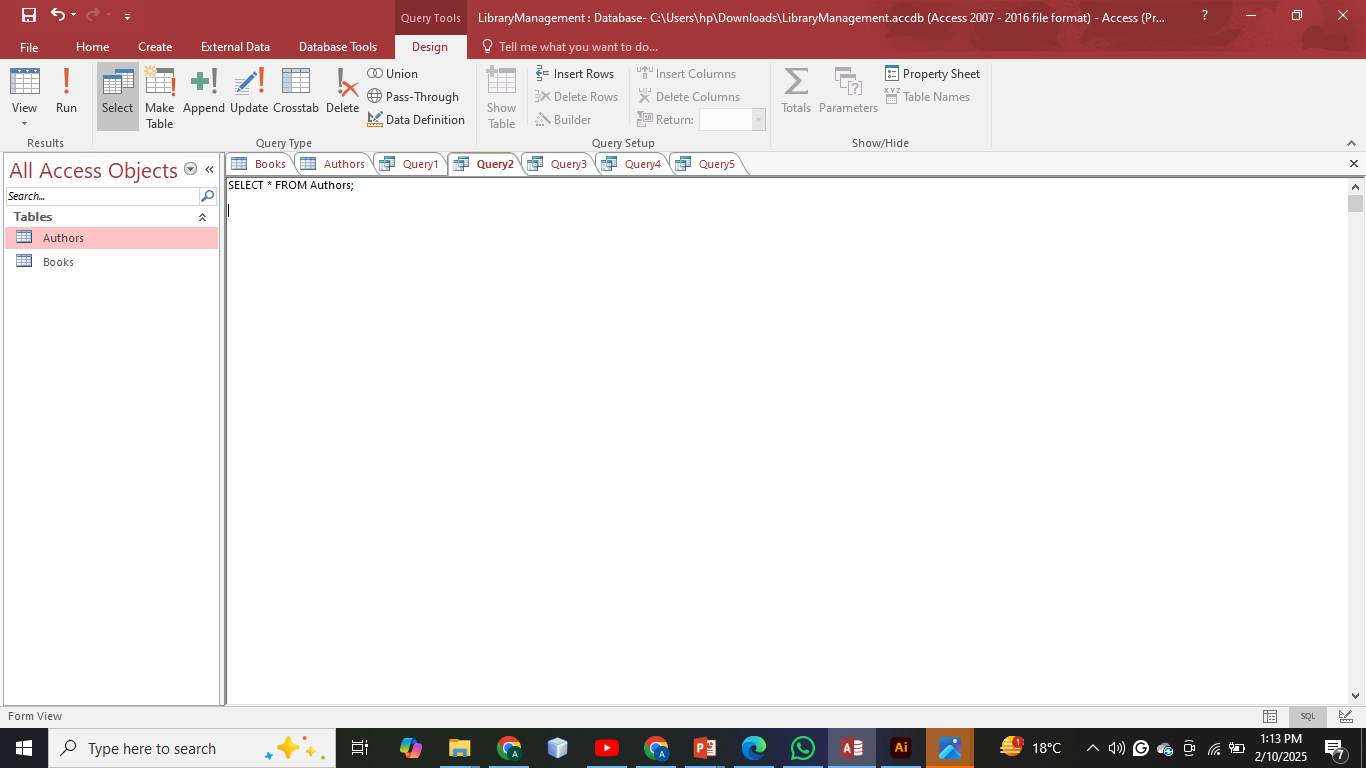 Query Tools
LibraryManagement : Database- C:\Users\hp\Downloads\LibraryManagement.accdb (Access 2007 - 2016 file format) - Access (Pr...
?
File
Home
Create
External Data
Database Tools
Design
Tell me what you want to do...
View
Run
Results
Select
Make
Table
Append
Update
Crosstab
Delete
Union
Pass-Through
Data Definition
Query Type
Show
Table
Insert Rows
Delete Rows
Builder
Insert Columns
Delete Columns
Return:
Query Setup
Totals
Parameters
Property Sheet
XYZ
Table Names
Show/Hide
All Access Objects
Search...
Tables
Authors
Books
Books
Authors
Query1
Query2
Query3
Query4
Query5
SELECT * FROM Authors;
Form View
SQL
Type here to search
A
A
P
A
Ai
1
18°C
G
1:13 PM
2/10/2025
7